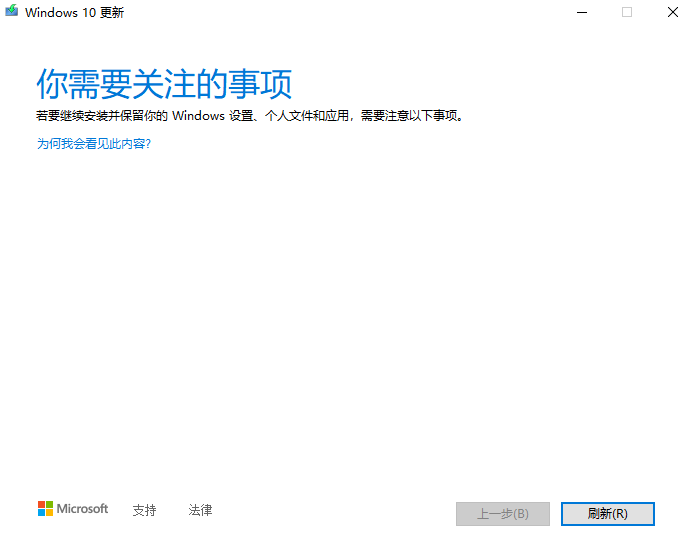 Windows 10 更新
你需要关注的事项
若要继续安装并保留你的 Windows 设置、个人文件和应用，需要注意以下事项。
为何我会看见此内容?
Microsoft 支持 法律 上一步(B) 刷新(R)